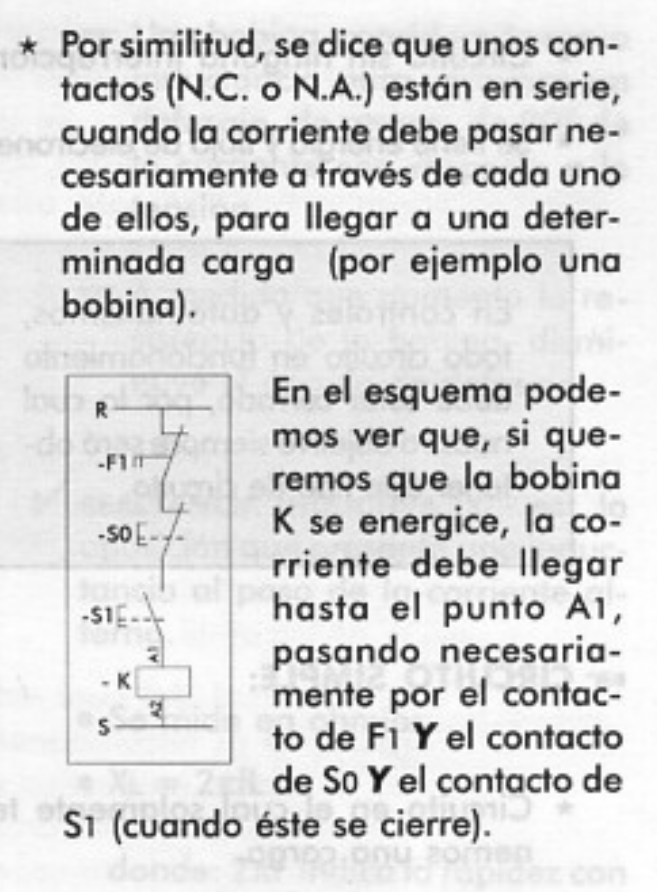 * Por similitud, se dice que unos con-
tactos (N.C. o N.A.) están en serie,
cuando la corriente debe pasar ne-
cesariamente a través de cada uno
de ellos, para llegar a una deter-
minada carga (por ejemplo una
bobina).
R
-F1
-S0
-S1
A1
- K
A2
S
En el esquema pode-
mos ver que, si que-
remos que la bobina
K se energice, la co-
rriente debe llegar
hasta el punto A1,
pasando necesaria-
mente por el contac-
to de F1 Y el contacto
de S0 Y el contacto de
S1 (cuando éste se cierre).